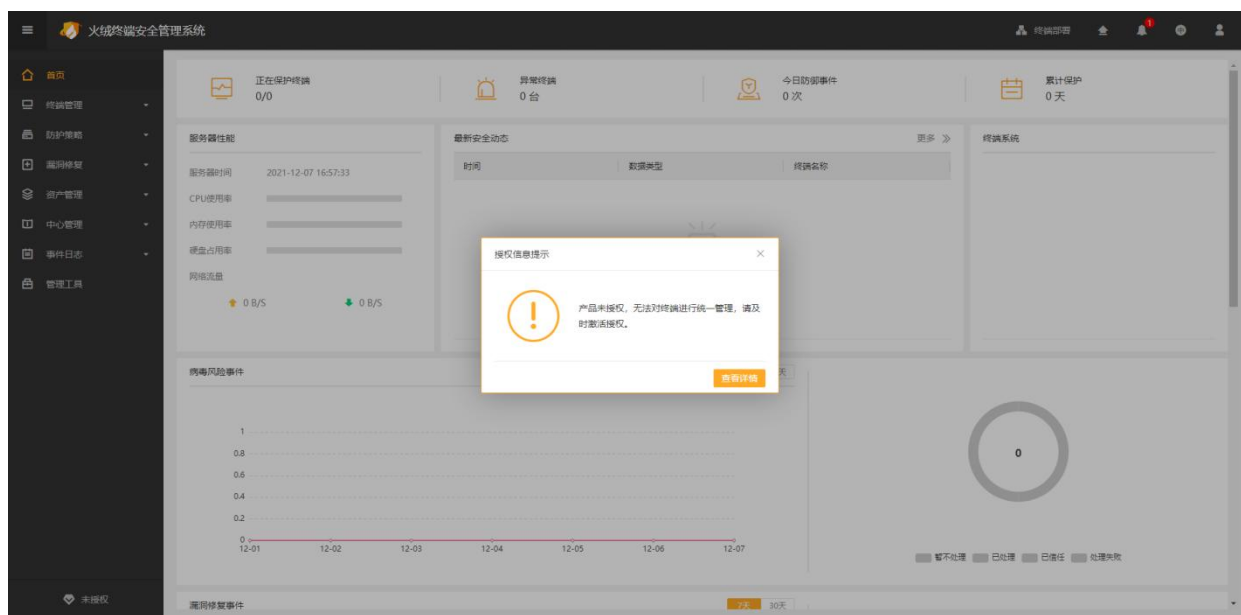 火绒终端安全管理系统
终端部署
1
首页
终端管理
防护策略
漏洞修复
资产管理
中心管理
事件日志
管理工具
未授权
正在保护终端
0/0
异常终端
0 台
今日防御事件
0 次
累计保护
0 天
服务器性能
服务器时间 2021-12-07 16:57:33
CPU使用率
内存使用率
硬盘占用率
网络流量
0 B/S 0 B/S
最新安全动态 更多
时间 数据类型 终端名称
终端系统
授权信息提示
产品未授权，无法对终端进行统一管理，请及
时激活授权。
查看详情
病毒风险事件
天
1
0.8
0.6
0.4
0.2
0
12-01 12-02 12-03 12-04 12-05 12-06 12-07
0
暂不处理 已处理 已信任 处理失败
漏洞修复事件
7天 30天